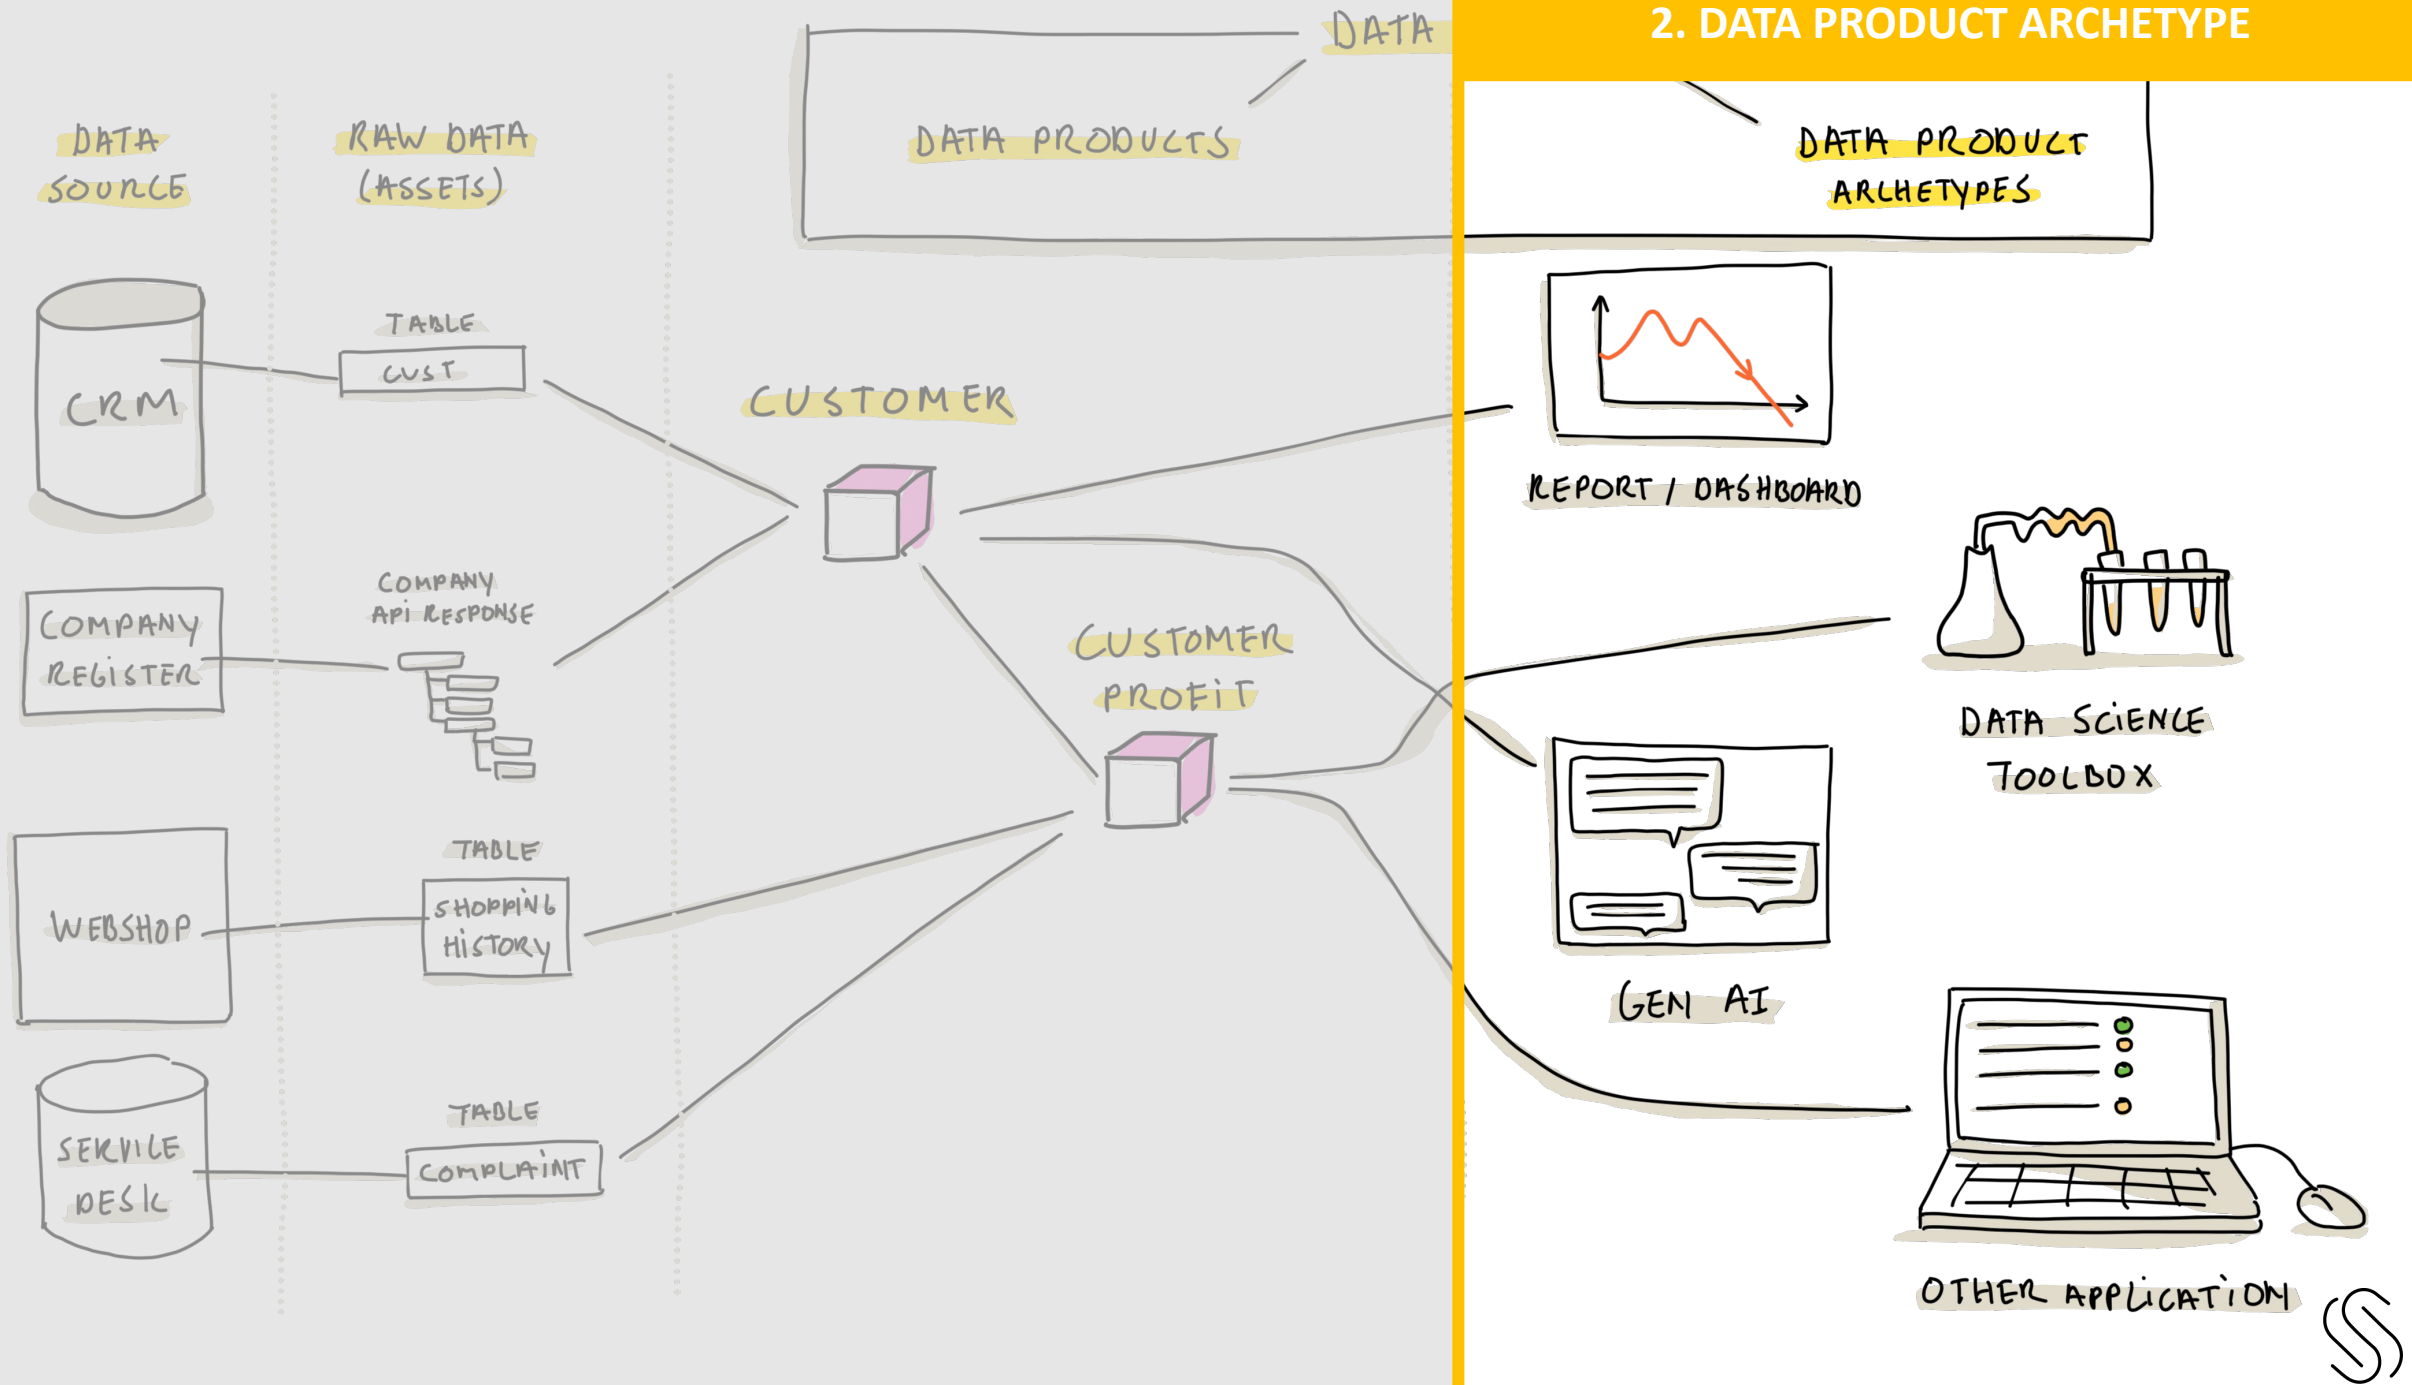 2. DATA PRODUCT ARCHETYPE
DATA
DATA PRODUCTS
DATA PRODUCT
ARCHETYPES
DATA
SOURCE
RAW DATA
(ASSETS)
CRM
TABLE
CUST
COMPANY
REGISTER
COMPANY
API RESPONSE
WEBSHOP
TABLE
SHOPPING
HISTORY
SERVICE
DESK
TABLE
COMPLAINT
CUSTOMER
CUSTOMER
PROFIT
REPORT / DASHBOARD
DATA SCIENCE
TOOLBOX
GEN AI
OTHER APPLICATION